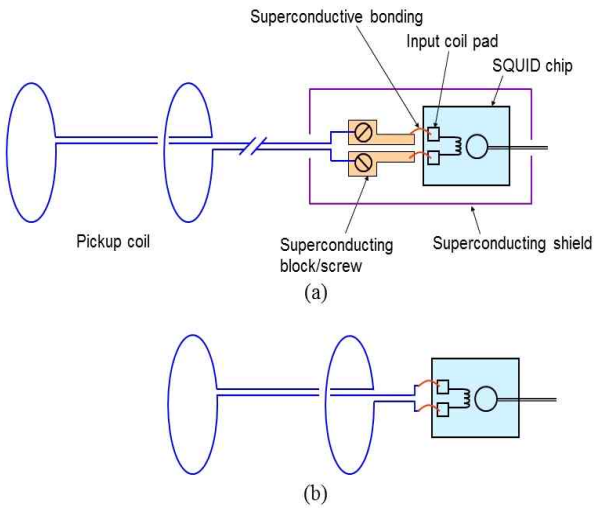 Superconductive bonding
Input coil pad
SQUID chip
Pickup coil
Superconducting
block/screw
Superconducting shield
(a)
(b)